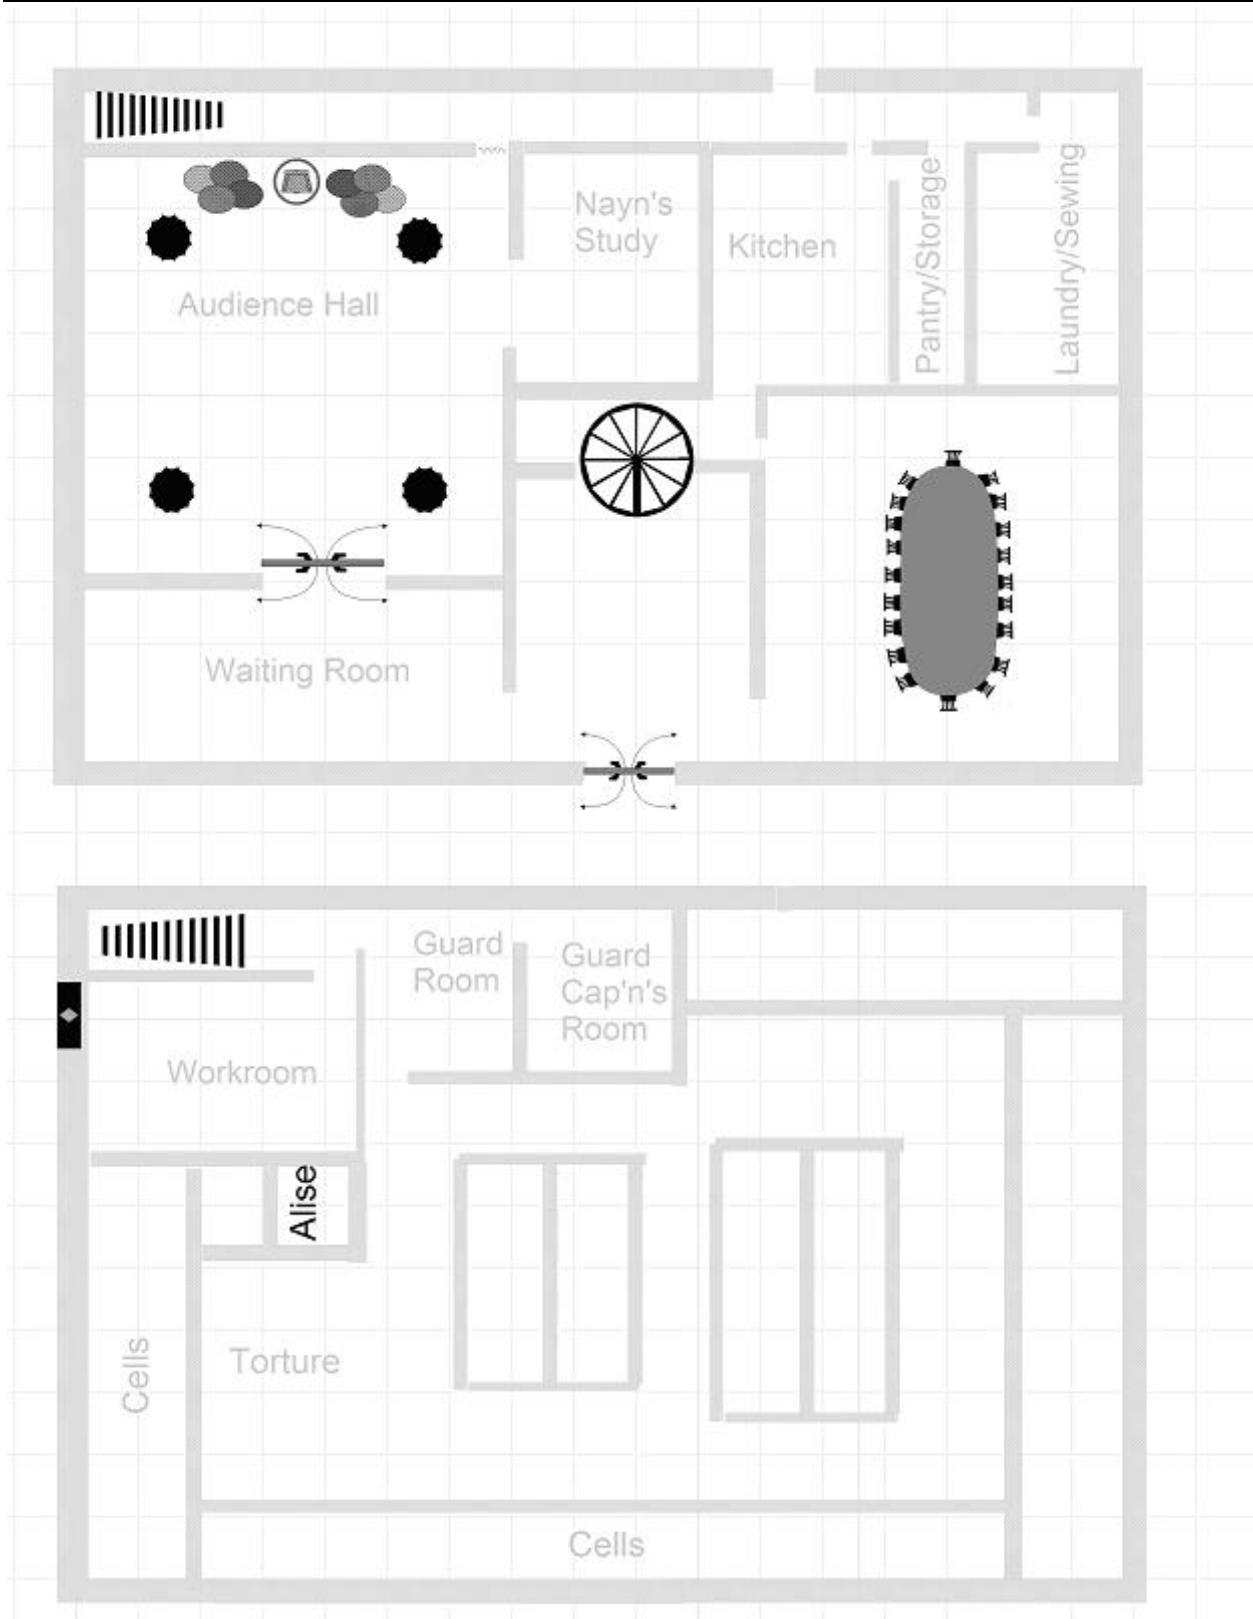 Nayn's
Study
Kitchen
Pantry/Storage
Laundry/Sewing
Audience Hall
Waiting Room
Guard
Room
Guard
Cap'n's
Room
Workroom
Alise
Cells
Torture
Cells